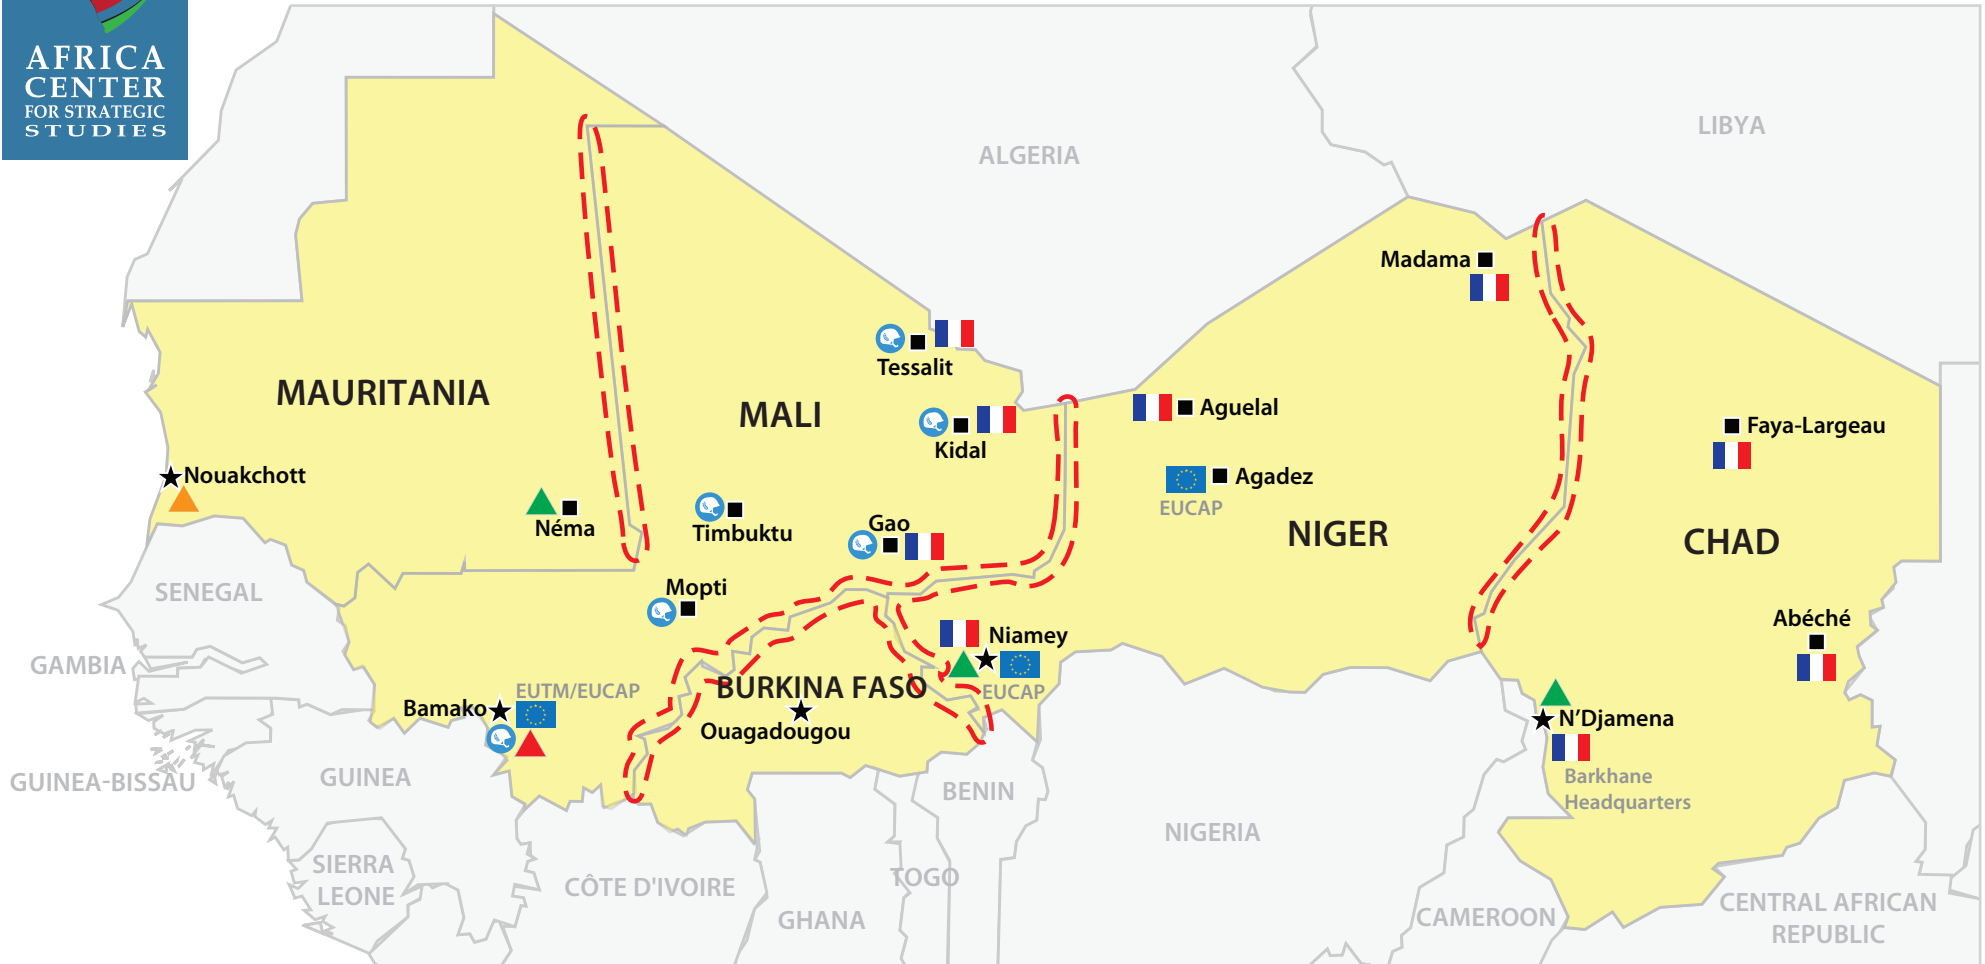 AFRICA
CENTER
FOR STRATEGIC
STUDIES
LIBYA
ALGERIA
Madama
Tessalit
MAURITANIA
MALI
Aguelal
Kidal
Faya-Largeau
Nouakchott
Agadez
EUCAP
Néma
Timbuktu
Gao
NIGER
CHAD
SENEGAL
Mopti
Abéché
Niamey
GAMBIA
EUTM/EUCAP
BURKINA FASO
EUCAP
Bamako
Ouagadougou
N'Djamena
GUINEA-BISSAU
GUINEA
BENIN
Barkhane
Headquarters
NIGERIA
SIERRA
LEONE
CÔTE D'IVOIRE
TOGO
GHANA
CAMEROON
CENTRAL AFRICAN
REPUBLIC